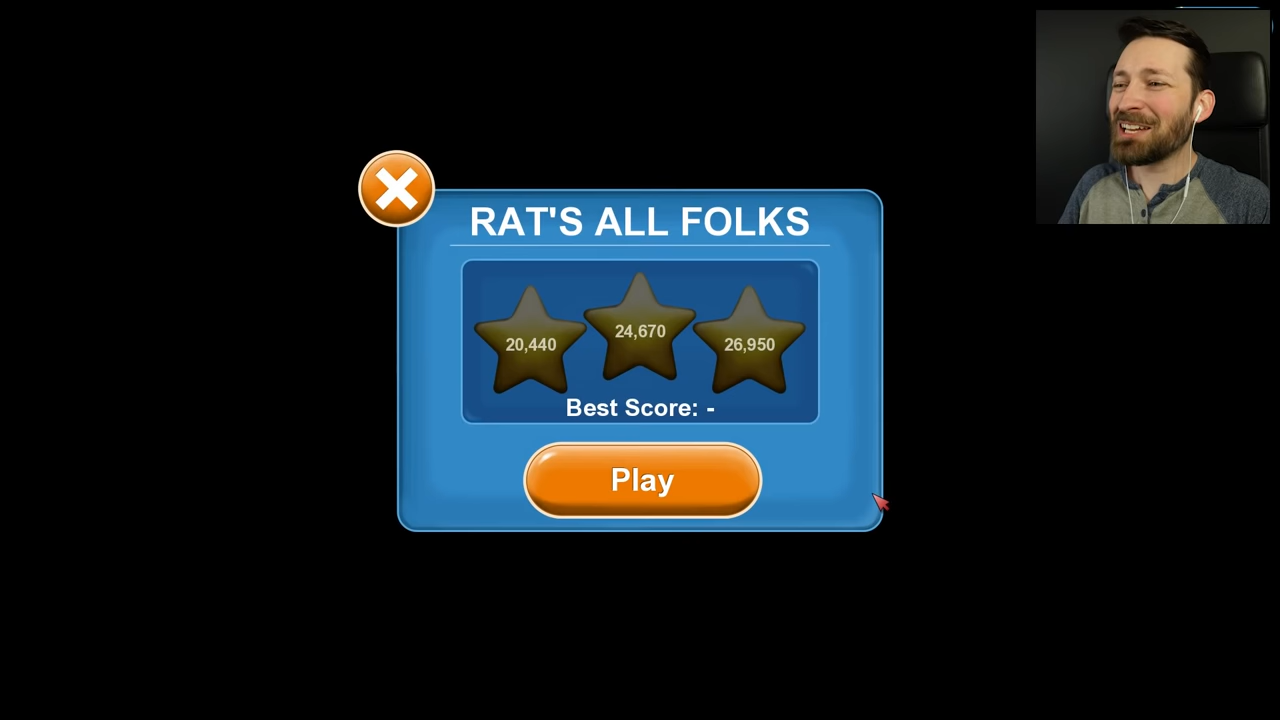 RAT'S ALL FOLKS
20,440
24,670
26,950
Best Score: -
Play